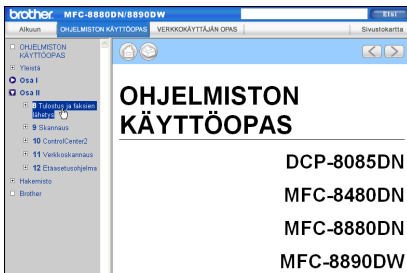 brother MFC-8880DN/8890DW
Etsi
Alkuun OHJELMISTON KÄYTTÖOPAS VERKKOKÄYTTÄJÄN OPAS Sivustokartta
OHJELMISTON
KÄYTTÖOPAS
Yleistä
Osa I
Osa II
8 Tulostus ja faksien
lähetys
9 Skannaus
10 ControlCenter2
11 Verkkoskannaus
12 Etäasetusohjelma
Hakemisto
Brother
OHJELMISTON
KÄYTTÖOPAS
DCP-8085DN
MFC-8480DN
MFC-8880DN
MFC-8890DW